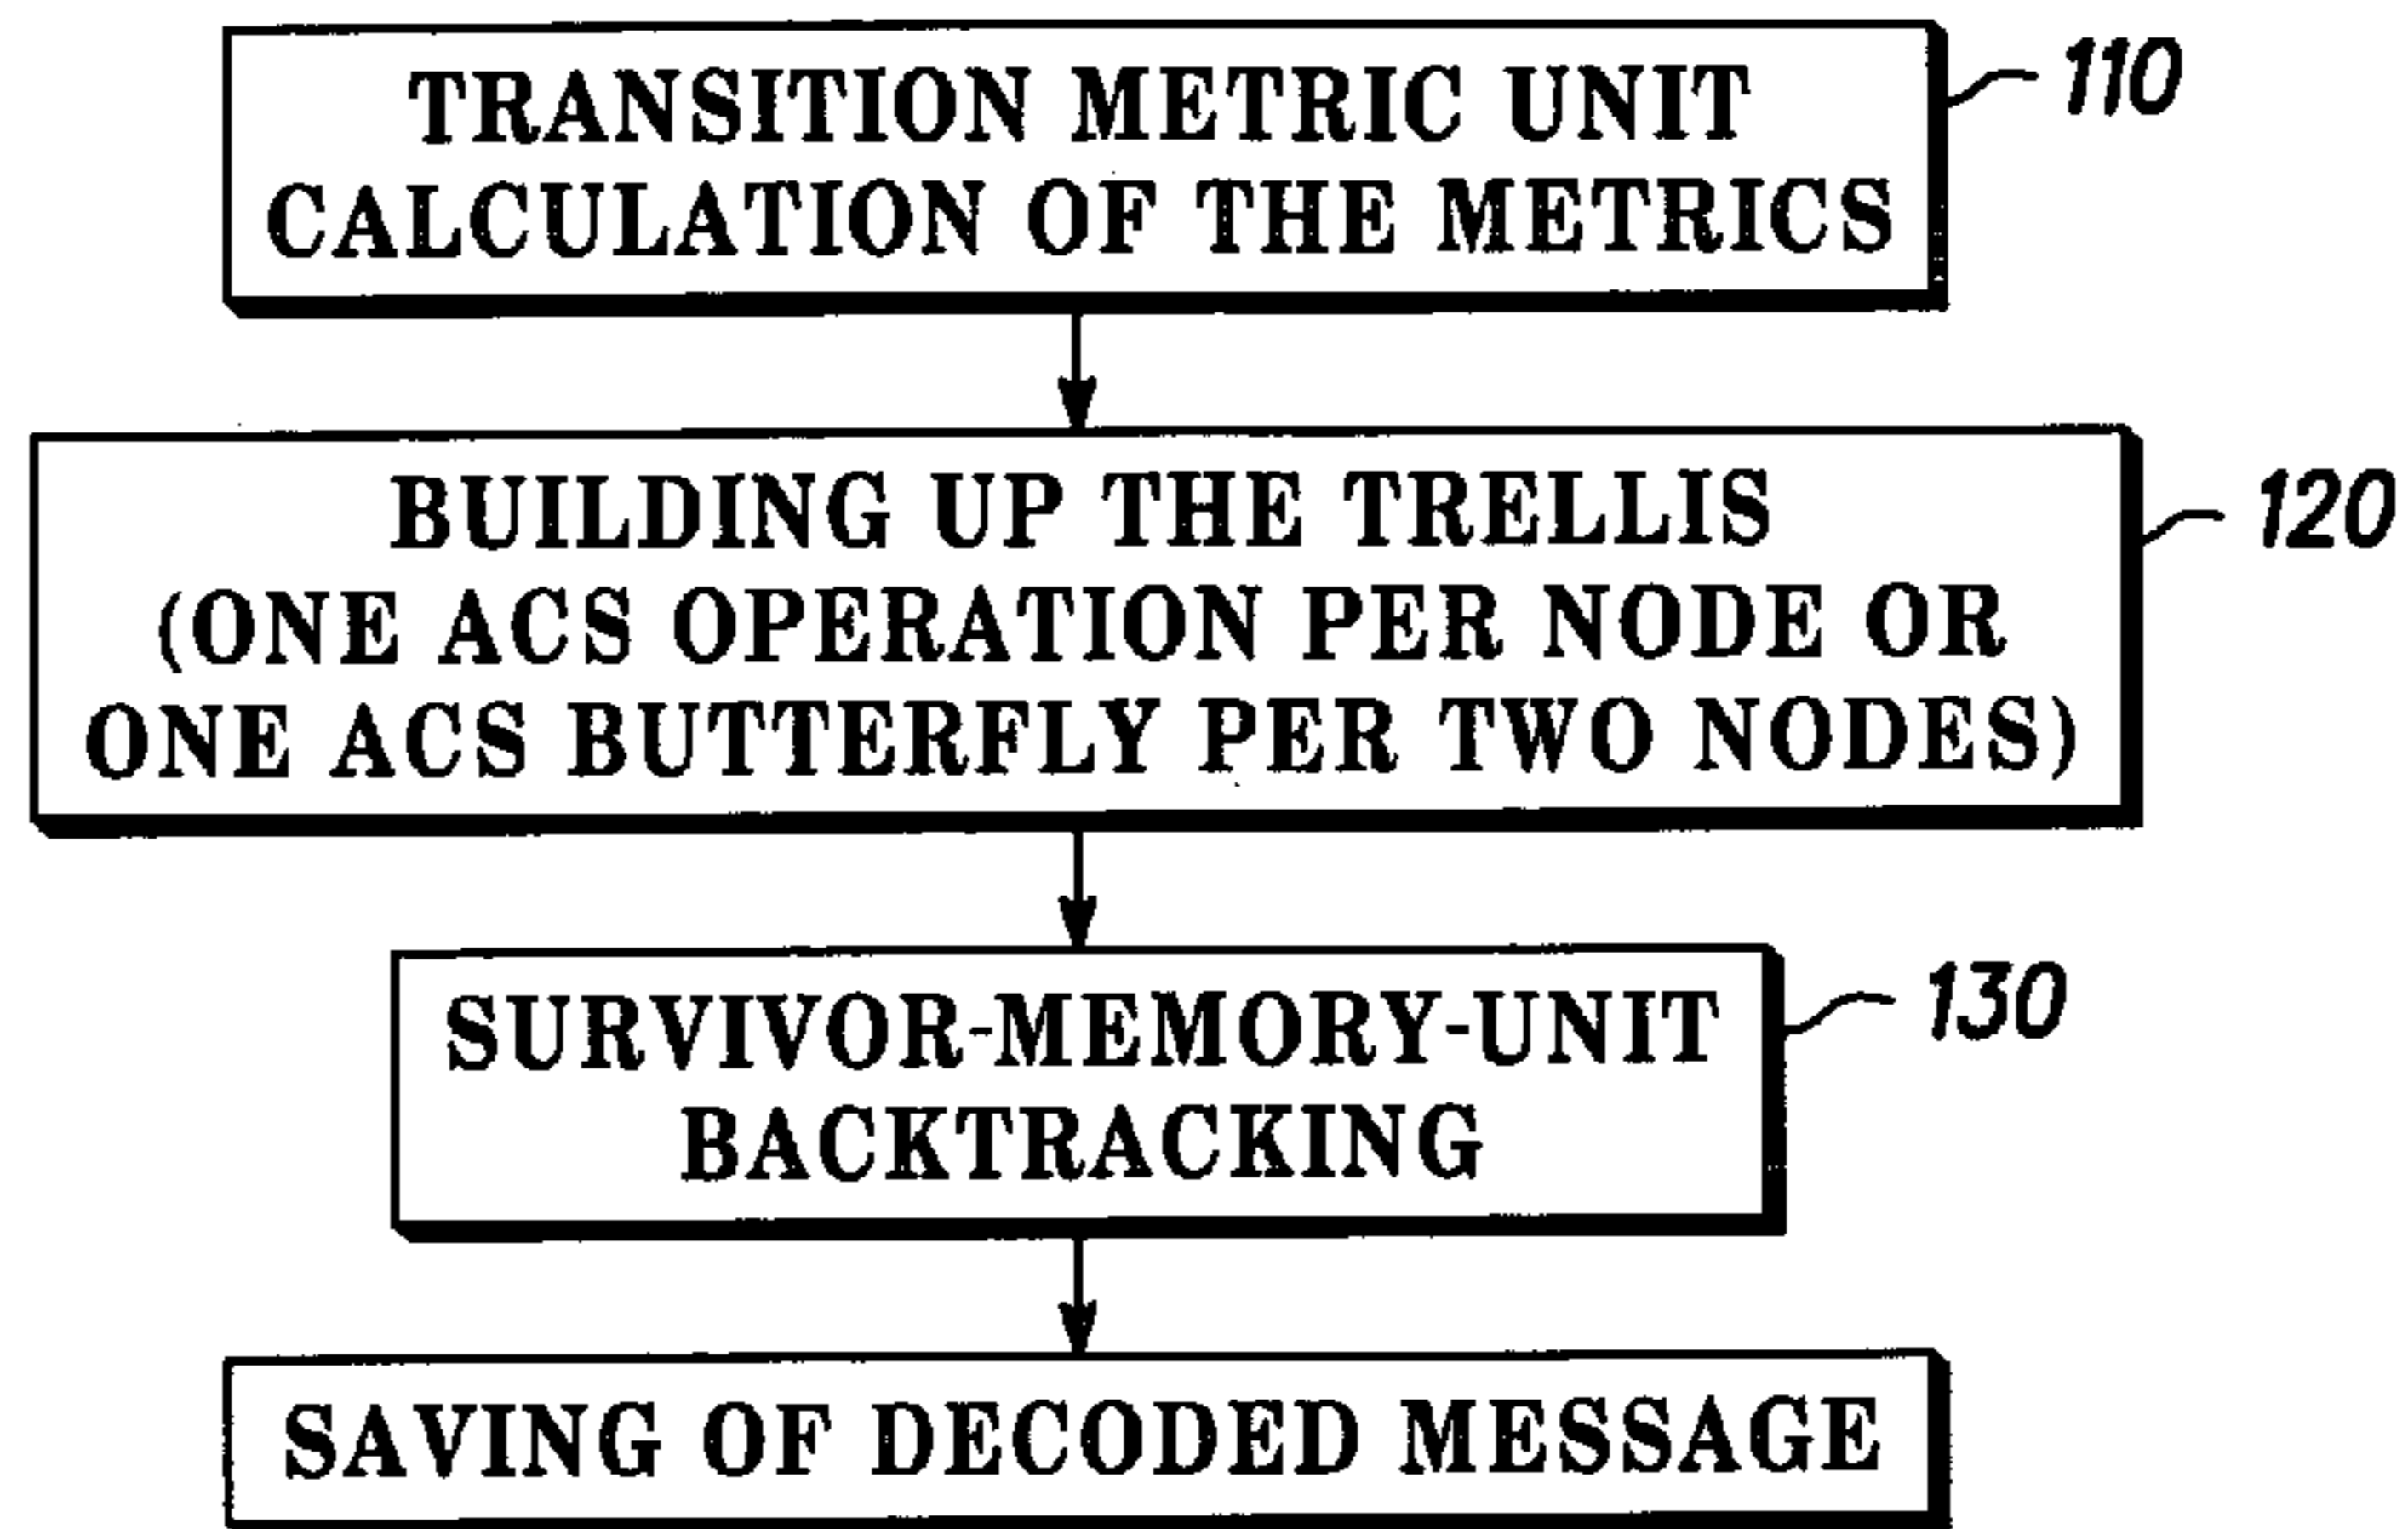 TRANSITION METRIC UNIT
CALCULATION OF THE METRICS
110
BUILDING UP THE TRELLIS
(ONE ACS OPERATION PER NODE OR
ONE ACS BUTTERFLY PER TWO NODES)
120
SURVIVOR-MEMORY-UNIT
BACKTRACKING
130
SAVING OF DECODED MESSAGE